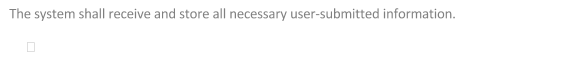 The system shall receive and store all necessary user-submitted information.